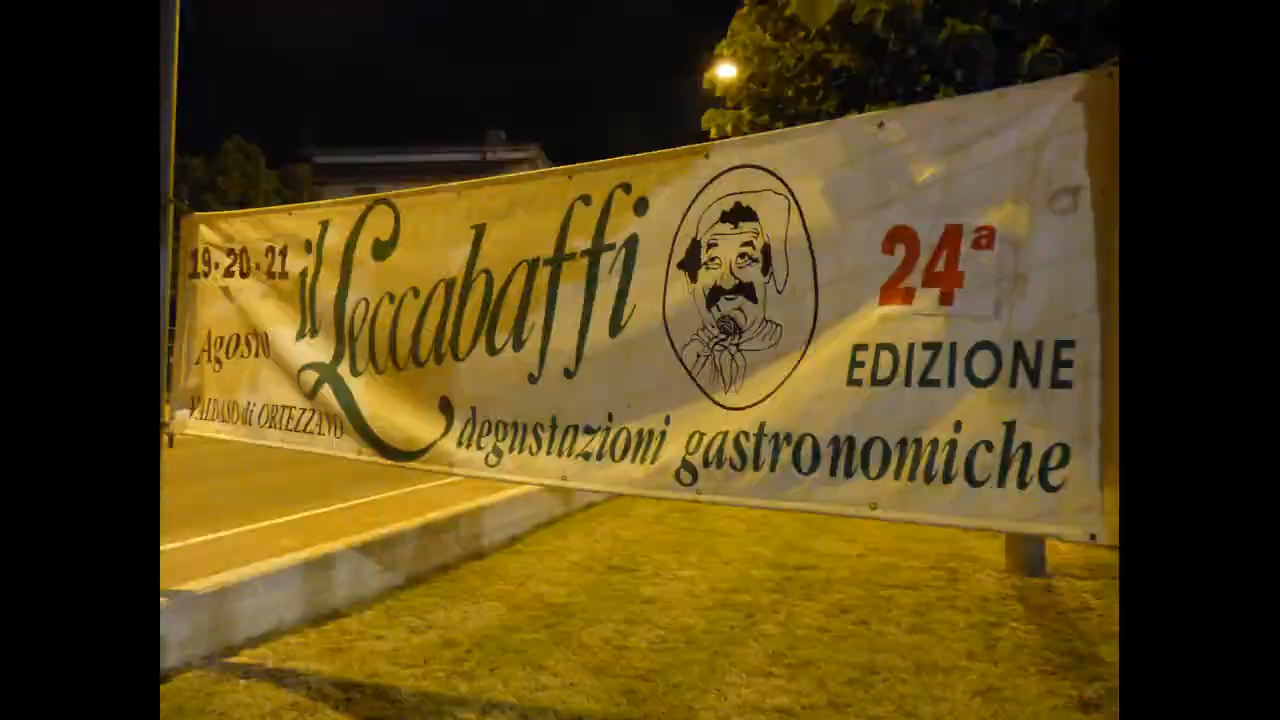 19·20·21
Agosto
VALDASO di ORTEZZANO
il Leccabaffi
degustazioni gastronomiche
24ª
EDIZIONE